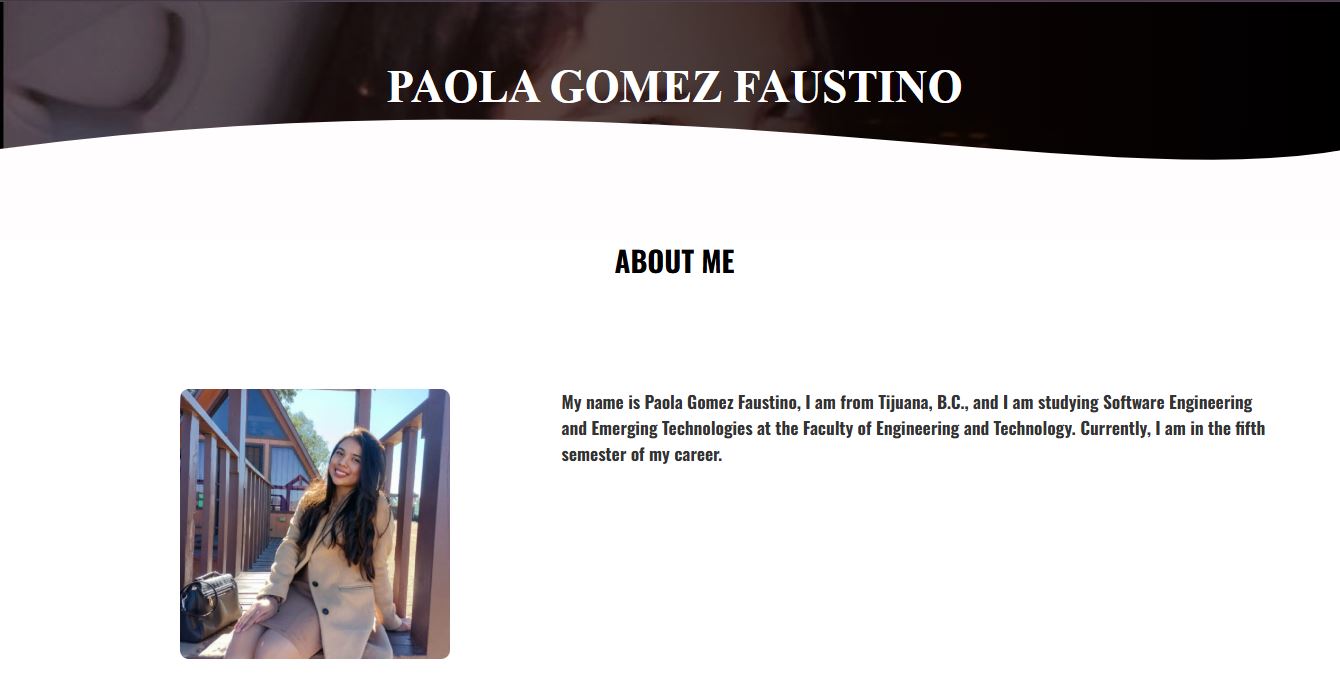 PAOLA GOMEZ FAUSTINO
ABOUT ME
My name is Paola Gomez Faustino, I am from Tijuana, B.C., and I am studying Software Engineering
and Emerging Technologies at the Faculty of Engineering and Technology. Currently, I am in the fifth
semester of my career.